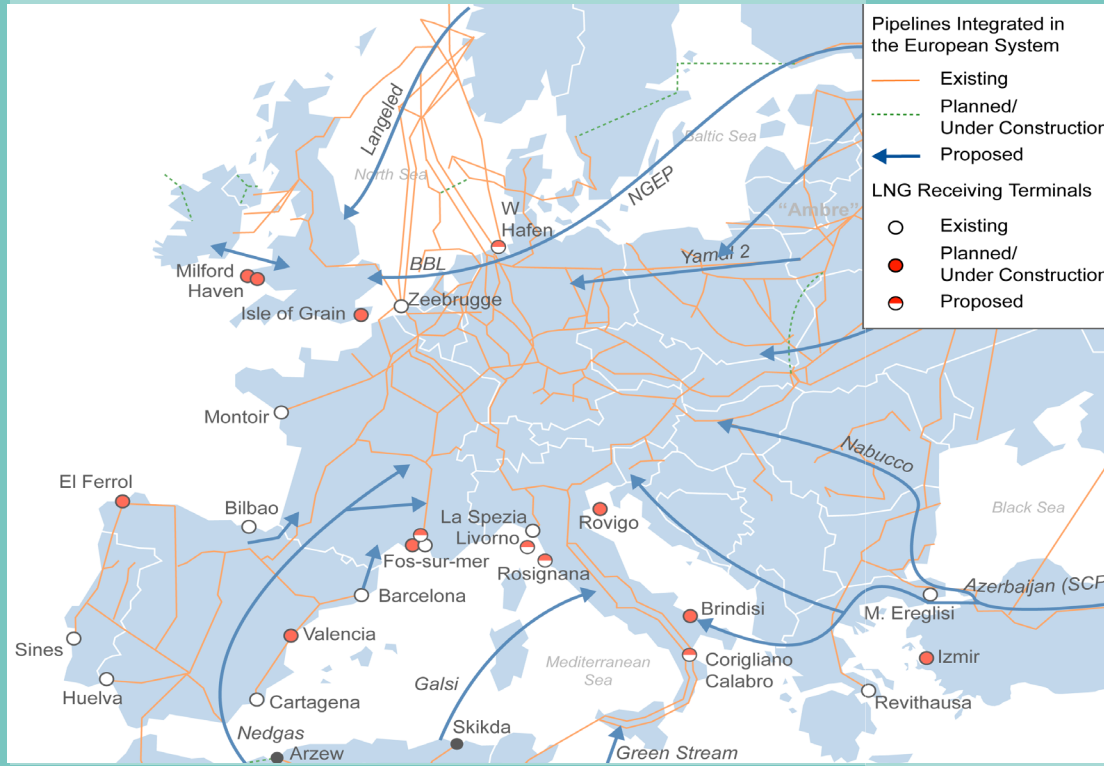 Pipelines Integrated in
the European System
Existing
Planned/
Under Construction
Proposed
LNG Receiving Terminals
Existing
Planned/
Under Construction
Proposed
Langeled
North Sea
Baltic Sea
NGEP
"Ambre"
W
Hafen
Yamal 2
BBL
Milford
Haven
Zeebrugge
Isle of Grain
Montoir
Nabucco
El Ferrol
Bilbao
La Spezia
Livorno
Rovigo
Black Sea
Fos-sur-mer
Rosignana
Azerbaijan (SCP
Barcelona
Brindisi
M. Ereglisi
Valencia
Sines
Mediterranean
Sea
Corigliano
Calabro
Izmir
Huelva
Galsi
Revithausa
Cartagena
Nedgas
Skikda
Arzew
Green Stream